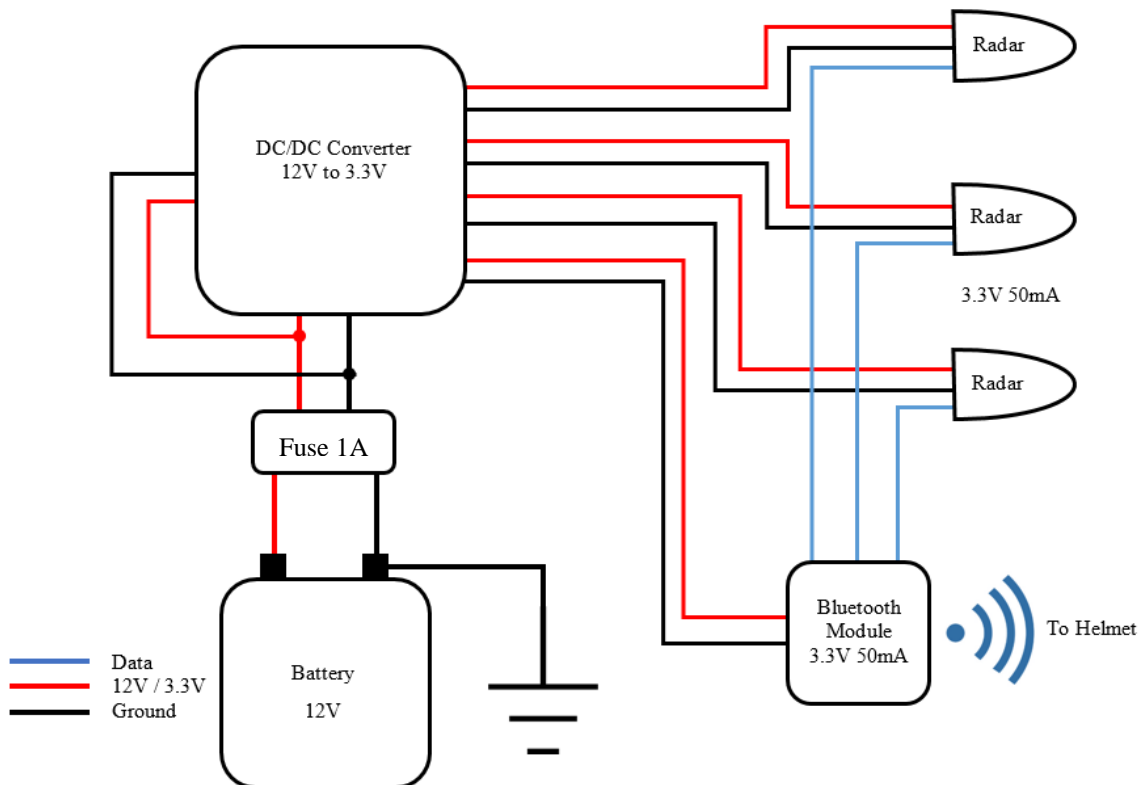 Radar
DC/DC Converter
12V to 3.3V
Radar
3.3V 50mA
Radar
Fuse 1A
Bluetooth
Module
3.3V 50mA
To Helmet
Data
12V / 3.3V
Ground
Battery
12V